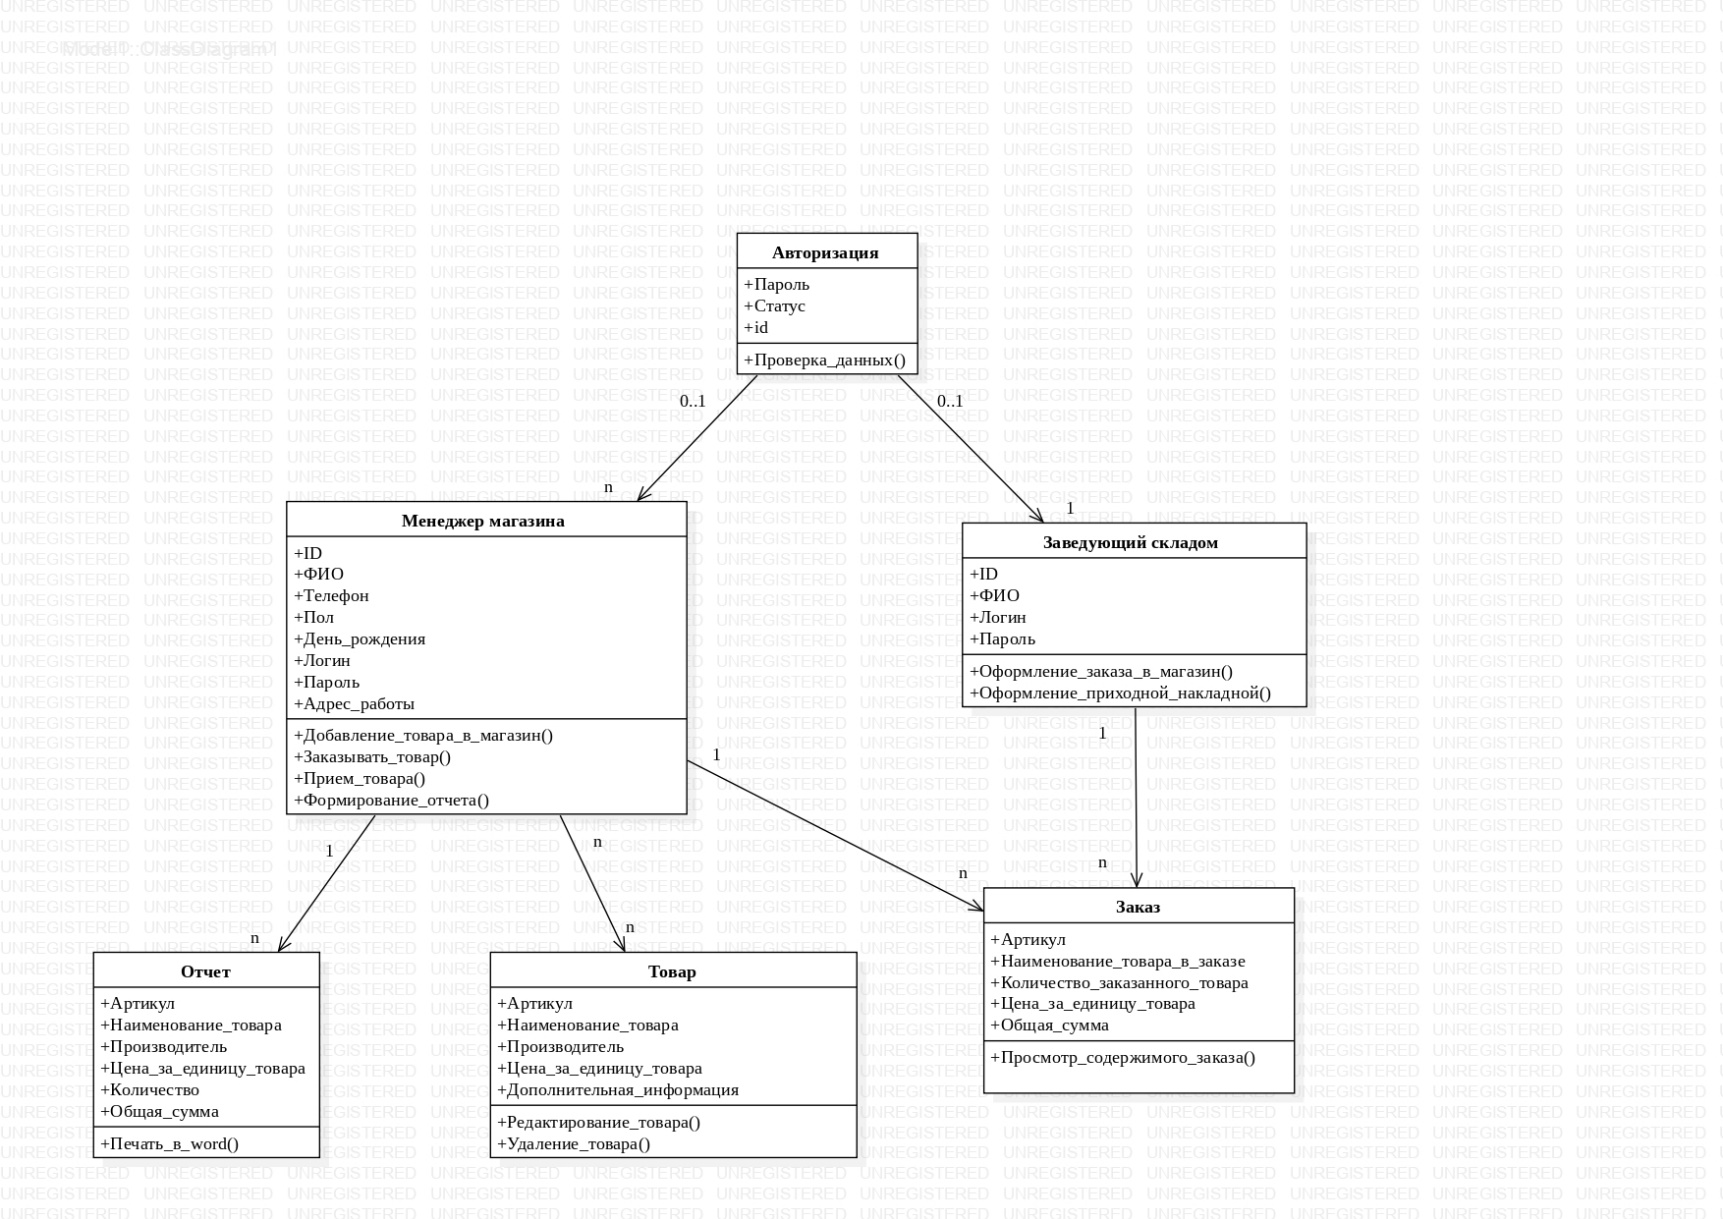 Model1::ClassDiagram1
Авторизация
+Пароль
+Статус
+id
+Проверка_данных()
0..1
0..1
n
1
Менеджер магазина
+ID
+ФИО
+Телефон
+Пол
+День_рождения
+Логин
+Пароль
+Адрес_работы
+Добавление_товара_в_магазин()
+Заказывать_товар()
+Прием_товара()
+Формирование_отчета()
Заведующий складом
+ID
+ФИО
+Логин
+Пароль
+Оформление_заказа_в_магазин()
+Оформление_приходной_накладной()
1
1
1
n
n
n
n
n
Отчет
+Артикул
+Наименование_товара
+Производитель
+Цена_за_единицу_товара
+Количество
+Общая_сумма
+Печать_в_word()
Товар
+Артикул
+Наименование_товара
+Производитель
+Цена_за_единицу_товара
+Дополнительная_информация
+Редактирование_товара()
+Удаление_товара()
Заказ
+Артикул
+Наименование_товара_в_заказе
+Количество_заказанного_товара
+Цена_за_единицу_товара
+Общая_сумма
+Просмотр_содержимого_заказа()
UNREGISTERED